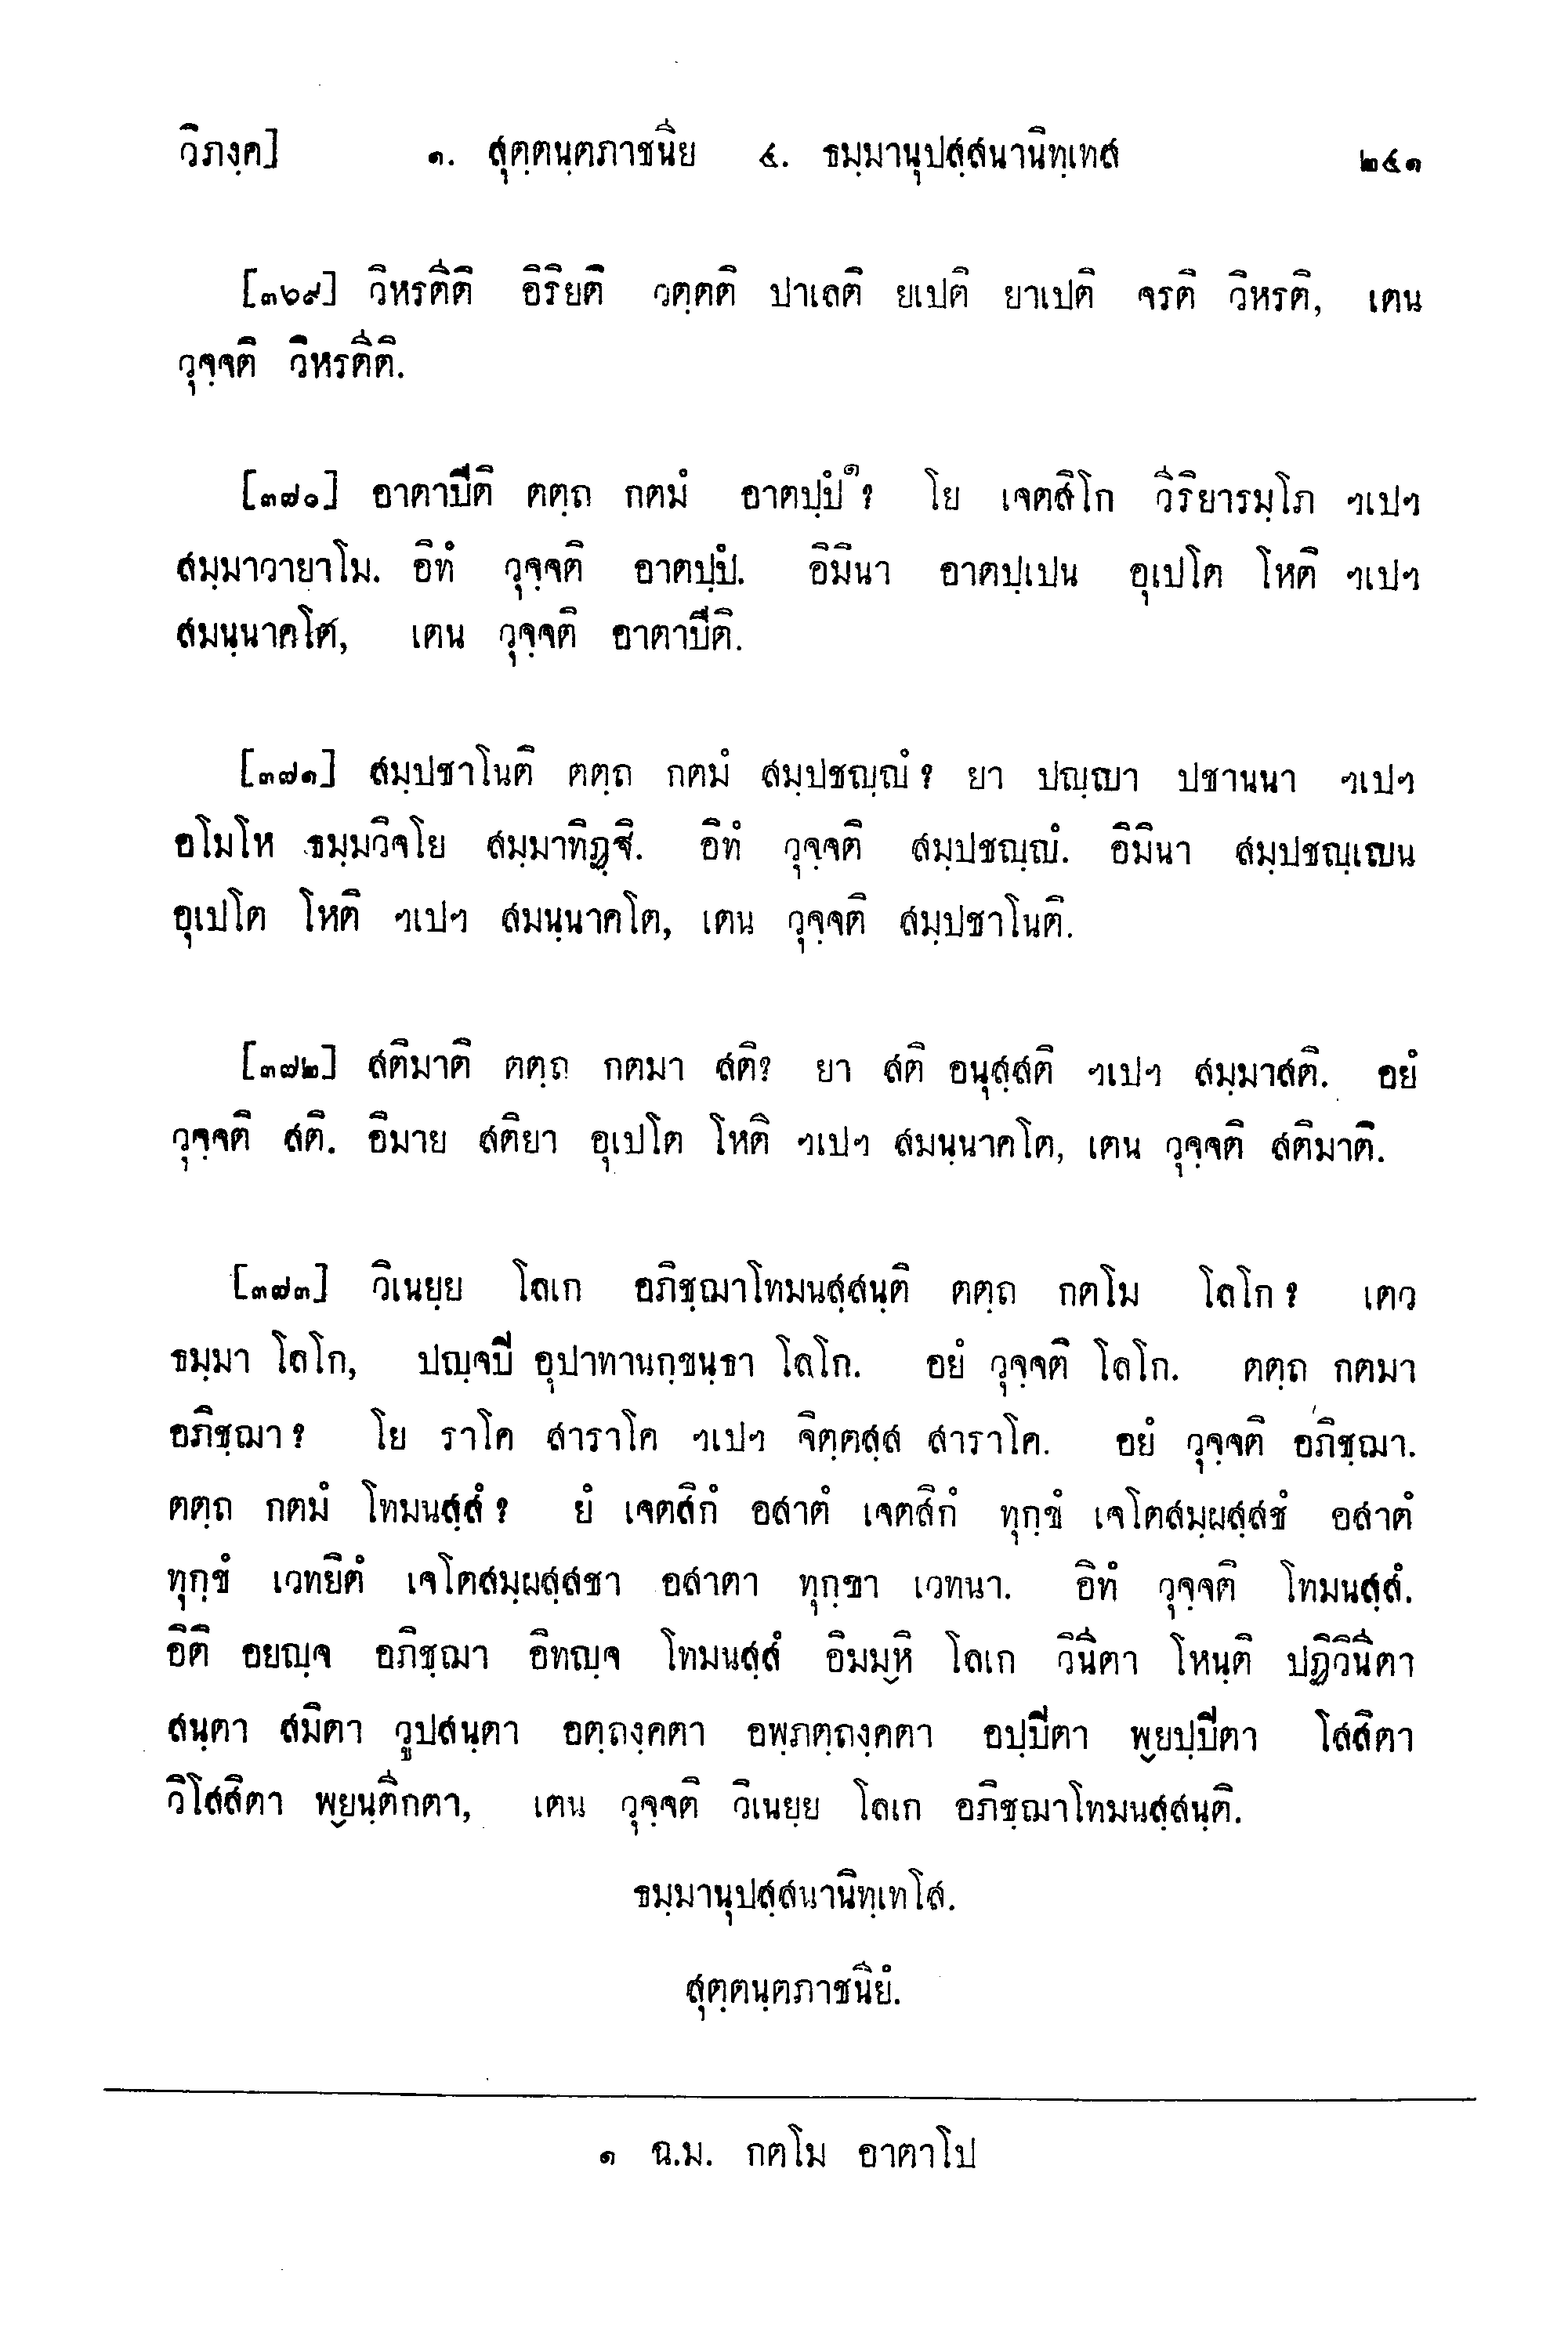 วิภงฺค]	๑. สุตฺตนฺตภาชนีย ๔. ธมฺมานุปสฺสนานิทฺเทส	๒๔๑
[๓๖๙] วิหรตีติ อิริยติ วตฺตติ ปาเลติ ยเปติ ยาเปติ จรติ วิหรติ, เตน
วุจฺจติ วิหรตีติ.
[๓๗๐] อาตาปีติ ตตฺถ กตมํ อาตปฺปํ๑? โย เจตสิโก วีริยารมฺโภ ฯเปฯ
สมฺมาวายาโม. อิทํ วุจฺจติ อาตปฺปํ. อิมินา อาตปฺเปน อุเปโต โหติ ฯเปฯ
สมนฺนาคโต, เตน วุจฺจติ อาตาปีติ.
[๓๗๑] สมฺปชาโนติ ตตฺถ กตมํ สมฺปชญฺญํ? ยา ปญฺญา ปชานนา ฯเปฯ
อโมโห ธมฺมวิจโย สมฺมาทิฏฺฐิ. อิทํ วุจฺจติ สมฺปชญฺญํ. อิมินา สมฺปชญฺเญน
อุเปโต โหติ ฯเปฯ สมนฺนาคโต, เตน วุจฺจติ สมฺปชาโนติ.
[๓๗๒] สติมาติ ตตฺถ กตมา สติ? ยา สติ อนุสฺสติ ฯเปฯ สมฺมาสติ. อยํ
วุจฺจติ สติ. อิมาย สติยา อุเปโต โหติ ฯเปฯ สมนฺนาคโต, เตน วุจฺจติ สติมาติ.
[๓๗๓] วิเนยฺย โลเก อภิชฺฌาโทมนสฺสนฺติ ตตฺถ กตโม โลโก? เตว
ธมฺมา โลโก, ปญฺจปี อุปาทานกฺขนฺธา โลโก. อยํ วุจฺจติ โลโก. ตตฺถ กตมา
อภิชฺฌา? โย ราโค สาราโค ฯเปฯ จิตฺตสฺส สาราโค. อยํ วุจฺจติ อภิชฺฌา.
ตตฺถ กตมํ โทมนสฺสํ? ยํ เจตสิกํ อสาตํ เจตสิกํ ทุกฺขํ เจโตสมฺผสฺสชํ อสาตํ
ทุกฺขํ เวทยิตํ เจโตสมฺผสฺสชา อสาตา ทุกฺขา เวทนา. อิทํ วุจฺจติ โทมนสฺสํ.
อิติ อยญฺจ อภิชฺฌา อิทญฺจ โทมนสฺสํ อิมมฺหิ โลเก วินีตา โหนฺติ ปฏิวินีตา
สนฺตา สมิตา วูปสนฺตา อตฺถงฺคตา อพฺภตฺถงฺคตา อปฺปิตา พฺยปฺปิตา โสสิตา
วิโสสิตา พฺยนฺตีกตา, เตน วุจฺจติ วิเนยฺย โลเก อภิชฺฌาโทมนสฺสนฺติ.
ธมฺมานุปสฺสนานิทฺเทโส.
สุตฺตนฺตภาชนียํ.
๑ ฉ.ม. กตโม อาตาโป